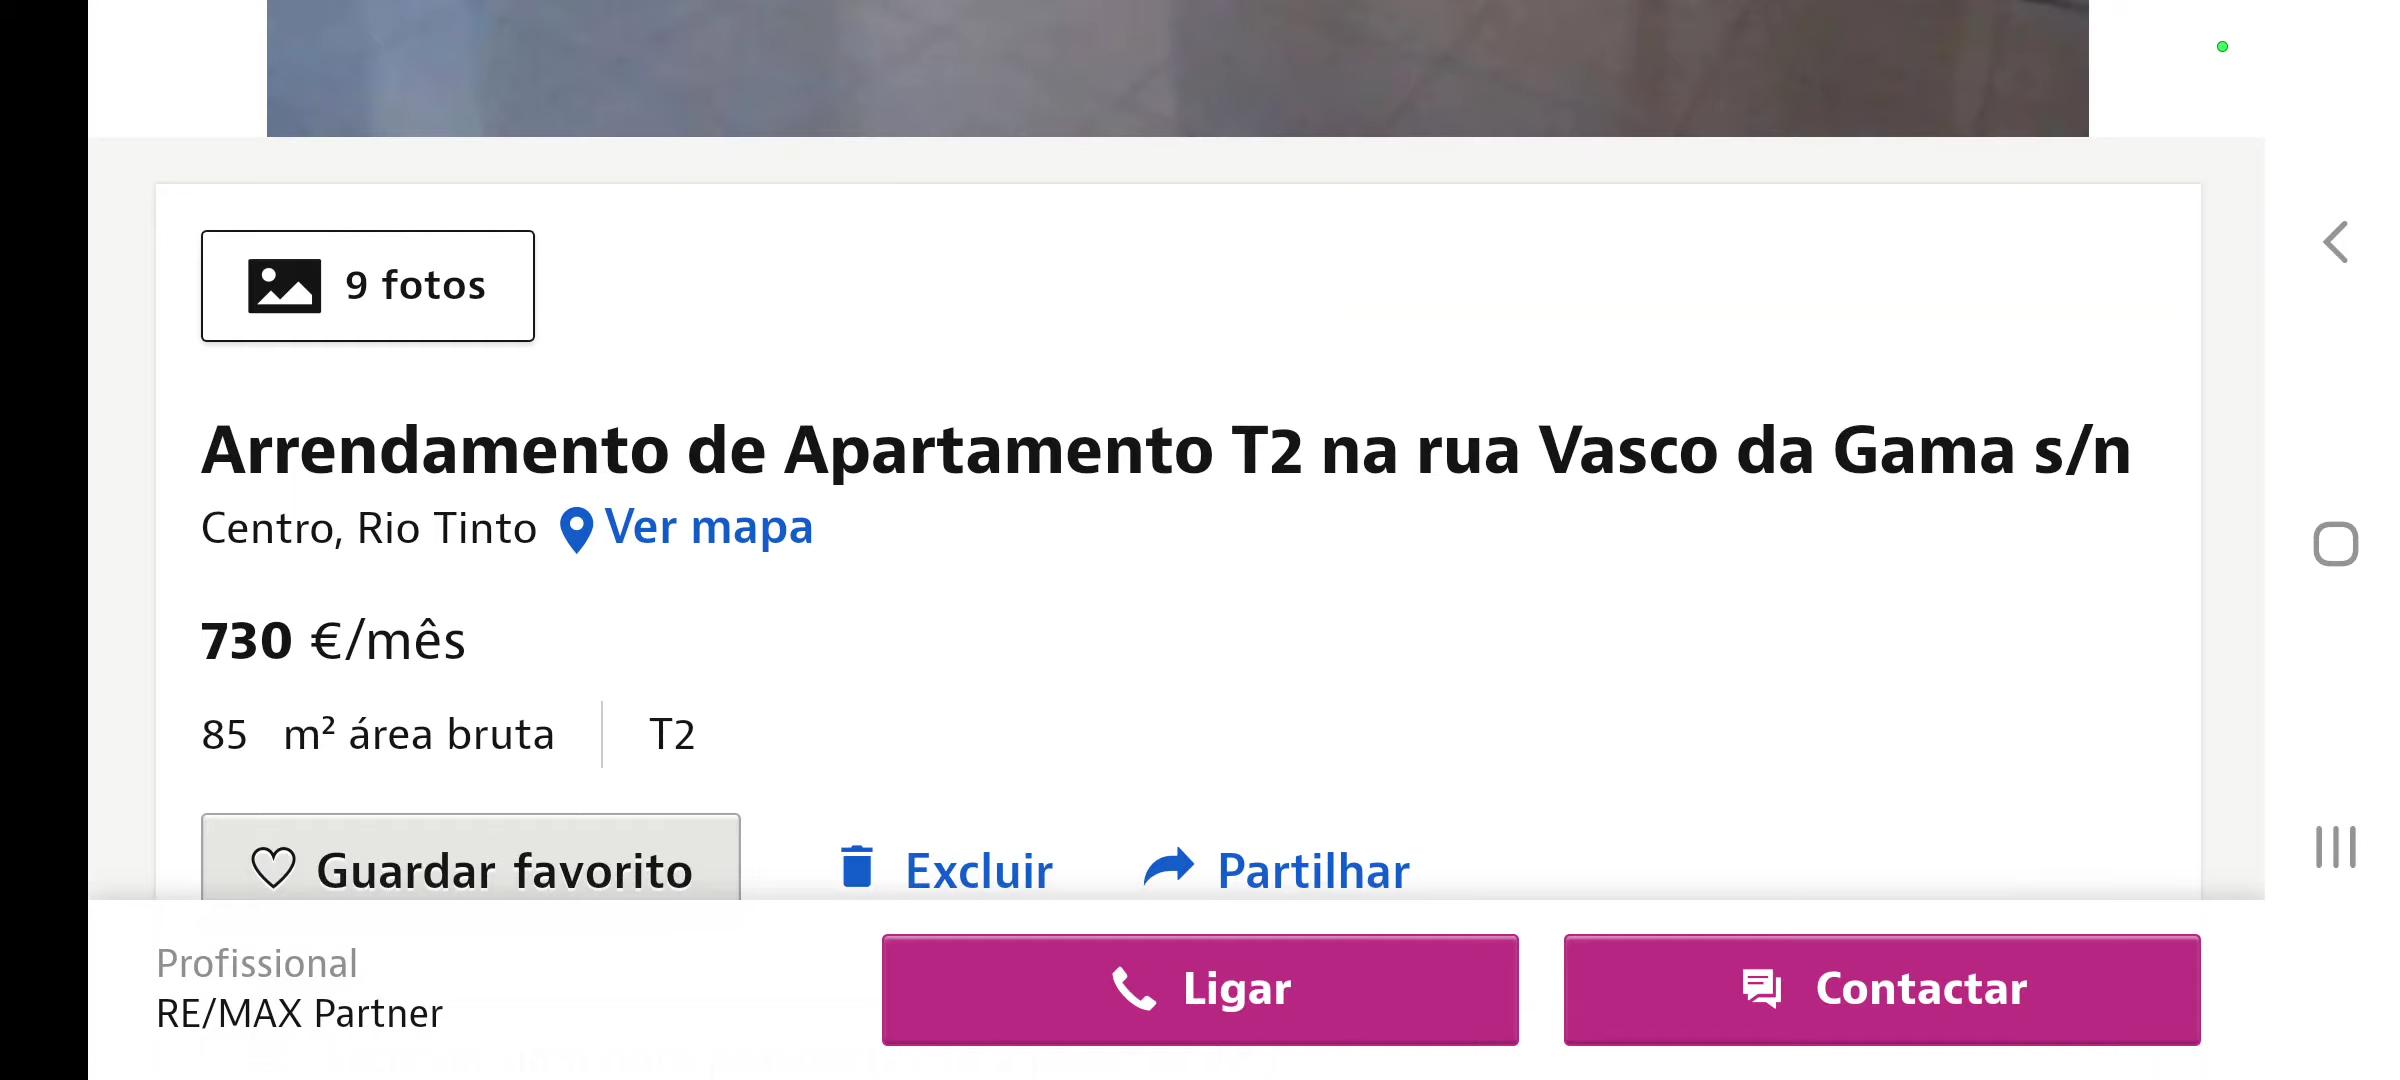 9 fotos
Arrendamento de Apartamento T2 na rua Vasco da Gama s/n
Centro, Rio Tinto Ver mapa
730 €/mês
85 m² área bruta T2
Guardar favorito Excluir Partilhar
Profissional
RE/MAX Partner
Ligar Contactar